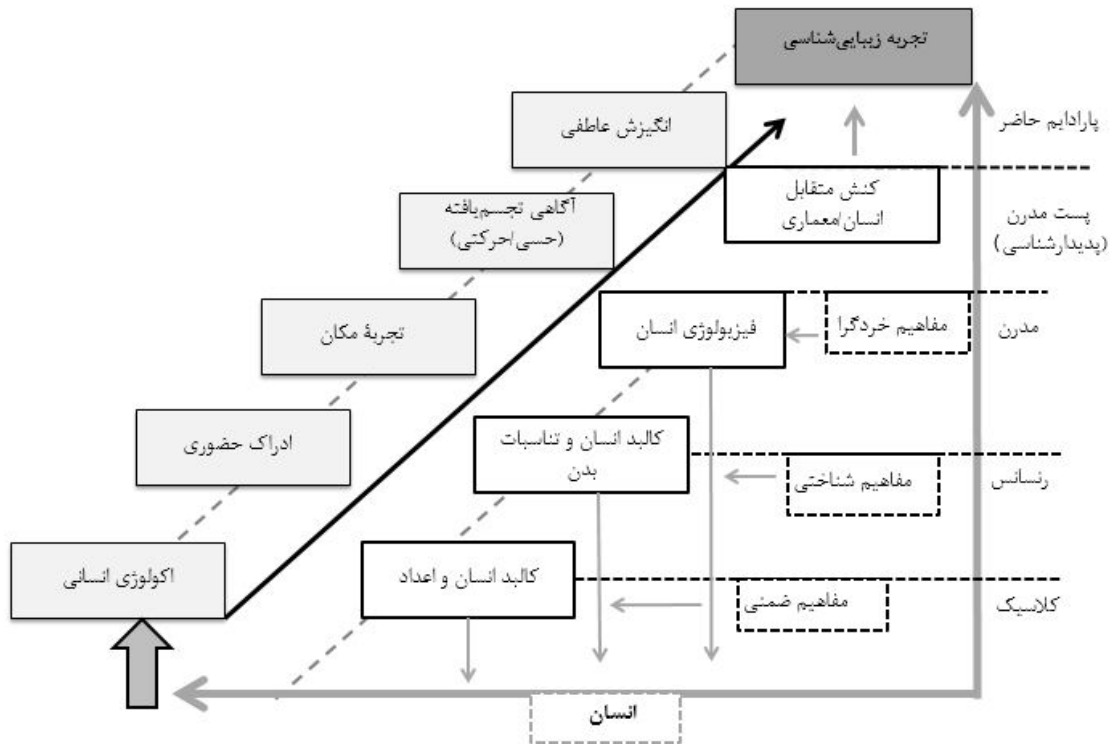 تجربه زیبایی‌شناسی
پارادایم حاضر
انگیزش عاطفی
کنش متقابل
انسان/معماری
پست مدرن
(پدیدارشناسی)
آگاهی تجسم‌یافته
(حسی/حرکتی)
مدرن
مفاهیم خردگرا
فیزیولوژی انسان
تجربۀ مکان
رنسانس
مفاهیم شناختی
کالبد انسان و تناسبات
بدن
ادراک حضوری
کلاسیک
مفاهیم ضمنی
کالبد انسان و اعداد
اکولوژی انسانی
انسان